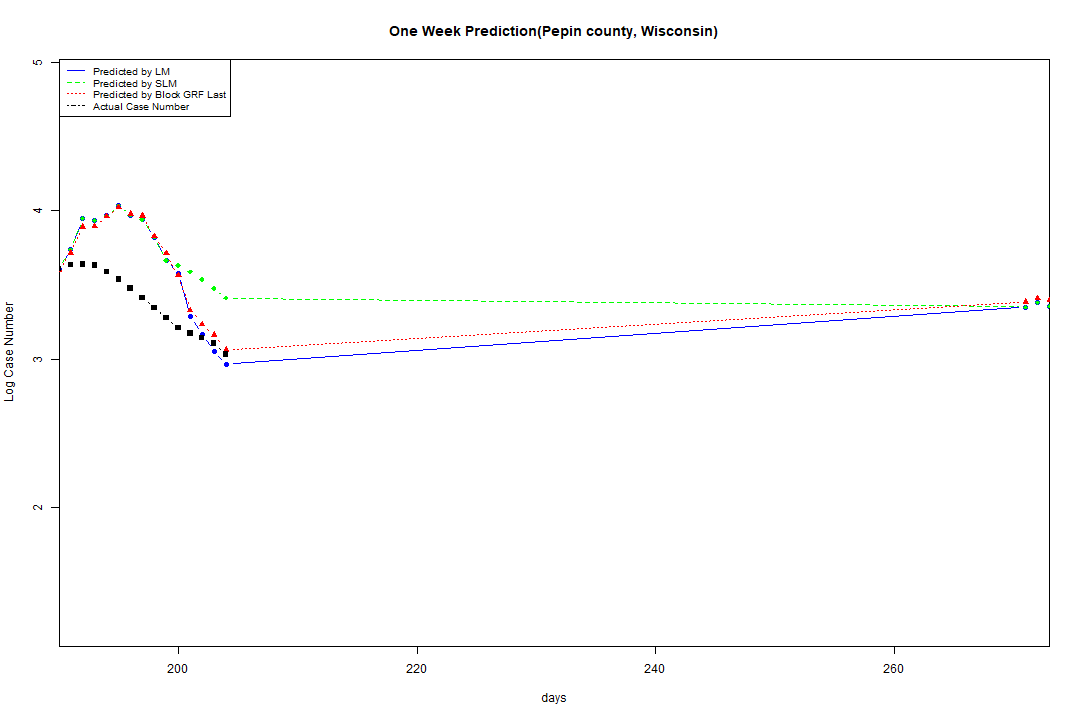 One Week Prediction(Pepin county, Wisconsin)
Predicted by LM
Predicted by SLM
Predicted by Block GRF Last
Actual Case Number
5
4
3
2
Log Case Number
200
220
240
260
days